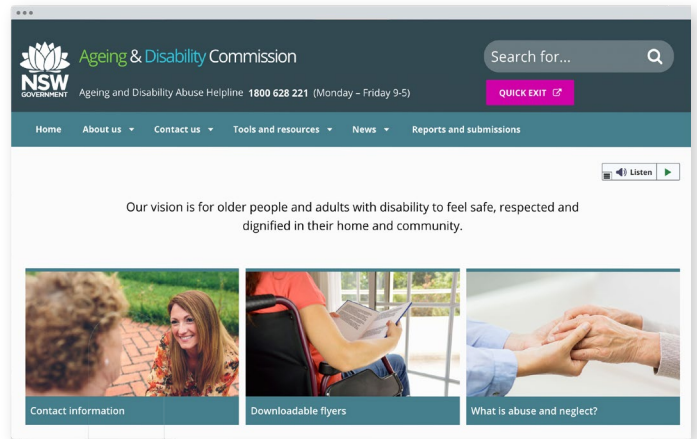 Ageing & Disability Commission
Search for...
NSW
GOVERNMENT
Ageing and Disability Abuse Helpline 1800 628 221 (Monday – Friday 9-5)
QUICK EXIT
Home About us Contact us Tools and resources News Reports and submissions
Listen
Our vision is for older people and adults with disability to feel safe, respected and
dignified in their home and community.
Contact information
Downloadable flyers
What is abuse and neglect?